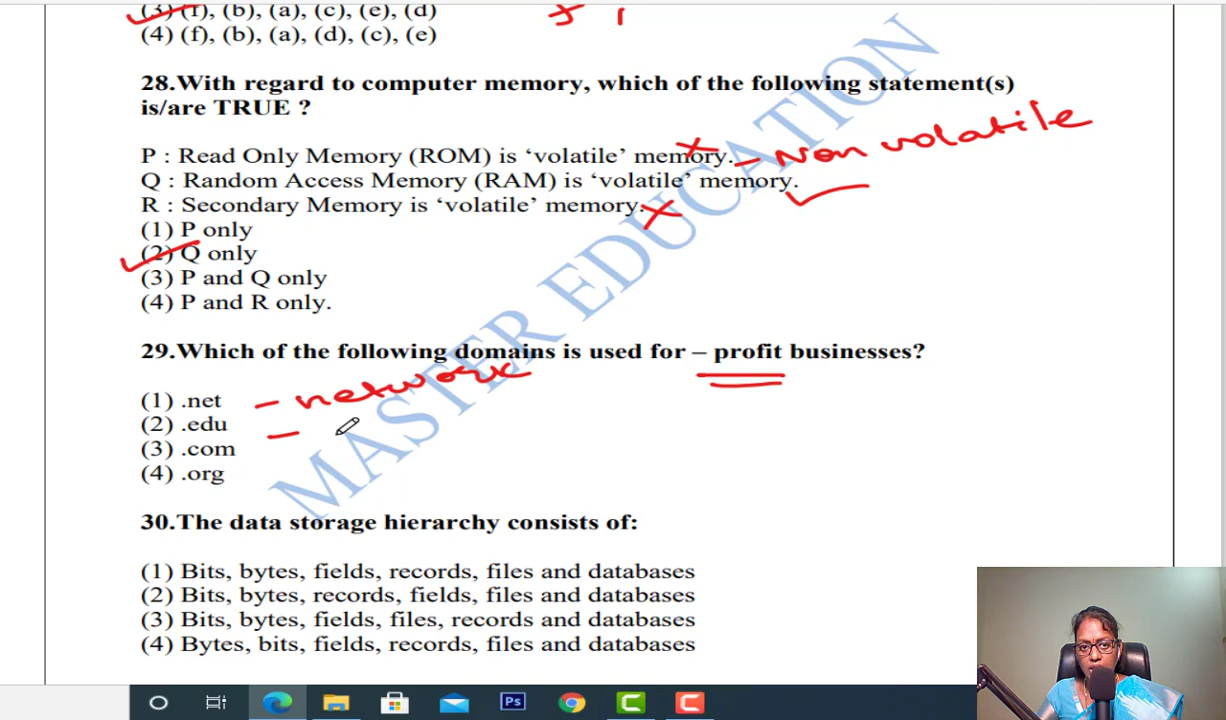 (3) (f), (b), (a), (c), (e), (d)
(4) (f), (b), (a), (d), (c), (e)
28.With regard to computer memory, which of the following statement(s)
is/are TRUE ?
P : Read Only Memory (ROM) is ‘volatile’ memory. – Non volatile
Q : Random Access Memory (RAM) is ‘volatile’ memory.
R : Secondary Memory is ‘volatile’ memory.
(1) P only
(2) Q only
(3) P and Q only
(4) P and R only.
29.Which of the following domains is used for – profit businesses?
(1) .net – network
(2) .edu –
(3) .com
(4) .org
30.The data storage hierarchy consists of:
(1) Bits, bytes, fields, records, files and databases
(2) Bits, bytes, records, fields, files and databases
(3) Bits, bytes, fields, files, records and databases
(4) Bytes, bits, fields, records, files and databases
MASTER EDUCATION
Ps